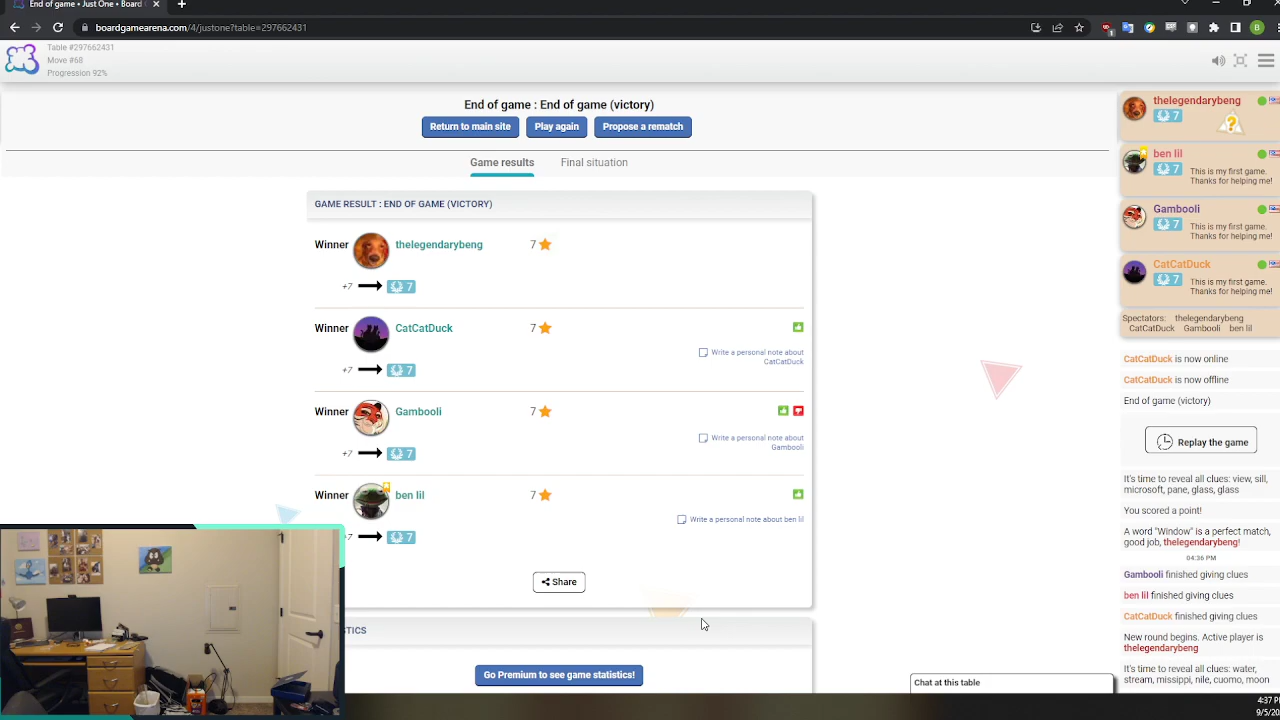 End of game • Just One • Board
boardgamearena.com/4/justone?table=297662431
Table #297662431
Move #68
Progression 92%
End of game : End of game (victory)
Return to main site Play again Propose a rematch
Game results Final situation
GAME RESULT : END OF GAME (VICTORY)
Winner thelegendarybeng 7
+7 7
Winner CatCatDuck 7
Write a personal note about
CatCatDuck
+7 7
Winner Gambooli 7
Write a personal note about
Gambooli
+7 7
Winner ben lil 7
Write a personal note about ben lil
+7 7
Share
STICS
Go Premium to see game statistics!
thelegendarybeng
7
ben lil
7 This is my first game.
Thanks for helping me!
Gambooli
7 This is my first game.
Thanks for helping me!
CatCatDuck
7 This is my first game.
Thanks for helping me!
Spectators: thelegendarybeng
CatCatDuck Gambooli ben lil
CatCatDuck is now online
CatCatDuck is now offline
End of game (victory)
Replay the game
It's time to reveal all clues: view, sill,
microsoft, pane, glass, glass
You scored a point!
A word "Window" is a perfect match,
good job, thelegendarybeng!
04:36 PM
Gambooli finished giving clues
ben lil finished giving clues
CatCatDuck finished giving clues
New round begins. Active player is
thelegendarybeng
It's time to reveal all clues: water,
stream, missippi, nile, cuomo, moon
Chat at this table
4:37 P
9/5/20